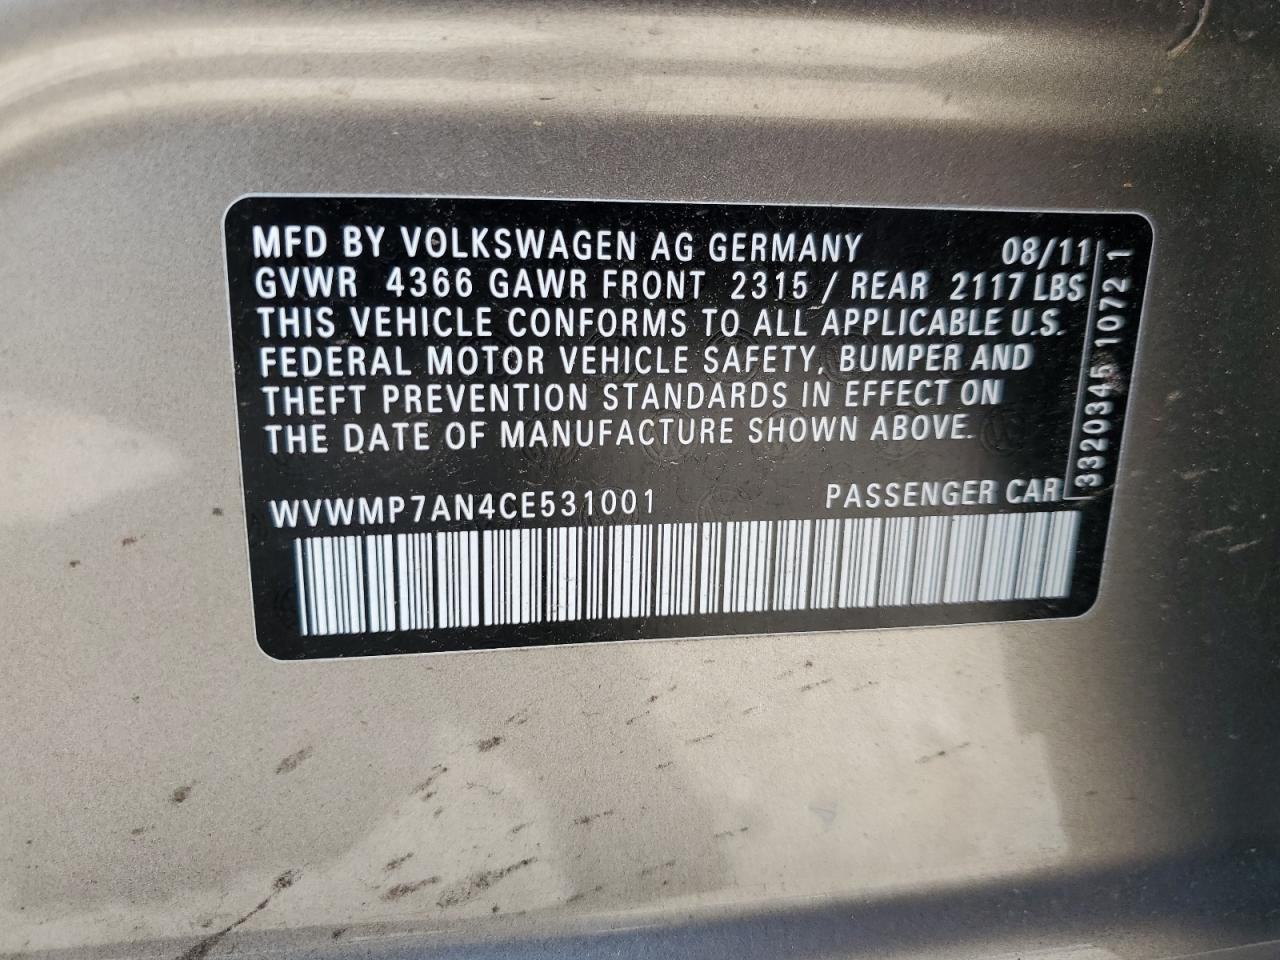 MFD BY VOLKSWAGEN AG GERMANY 08/11
GVWR 4366 GAWR FRONT 2315 / REAR 2117 LBS
THIS VEHICLE CONFORMS TO ALL APPLICABLE U.S.
FEDERAL MOTOR VEHICLE SAFETY, BUMPER AND
THEFT PREVENTION STANDARDS IN EFFECT ON
THE DATE OF MANUFACTURE SHOWN ABOVE.
WVWMP7AN4CE531001 PASSENGER CAR
3320345 1072 1